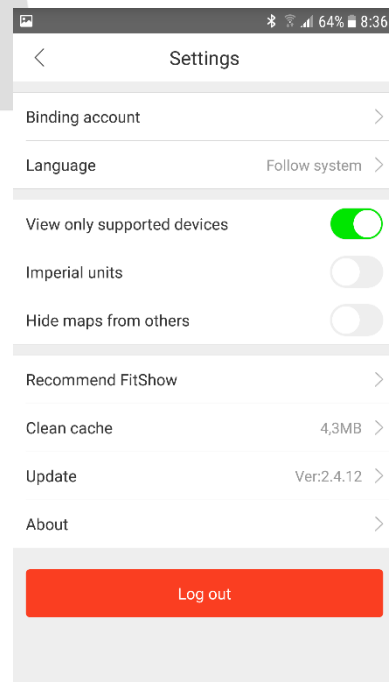 64% 8:36
Settings
Binding account
Language Follow system
View only supported devices
Imperial units
Hide maps from others
Recommend FitShow
Clean cache 4,3MB
Update Ver:2.4.12
About
Log out